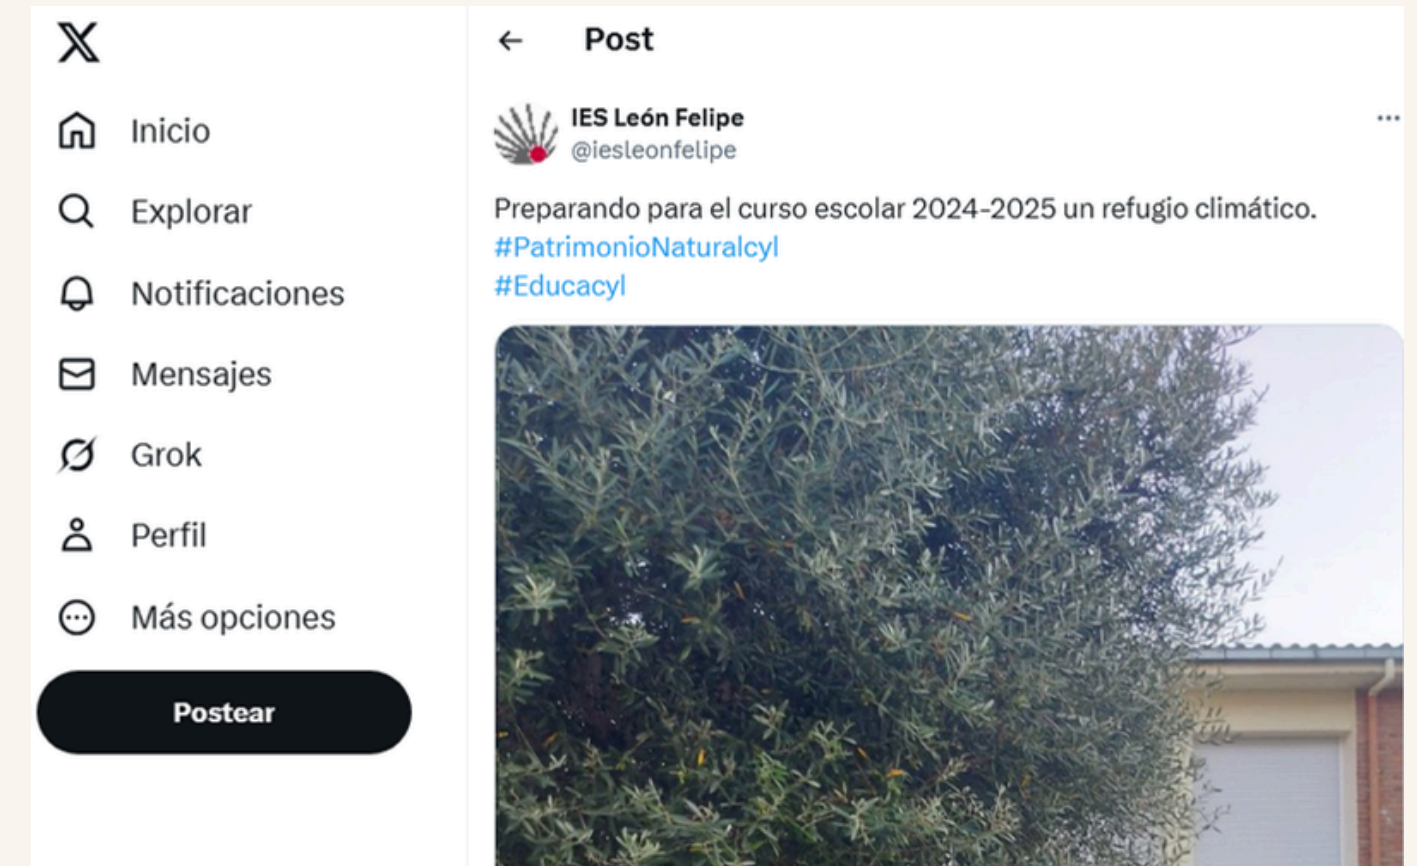 Inicio
Explorar
Notificaciones
Mensajes
Grok
Perfil
Más opciones
Postear
Post
IES León Felipe
@iesleonfelipe
Preparando para el curso escolar 2024-2025 un refugio climático.
#PatrimonioNaturalcyl
#Educacyl